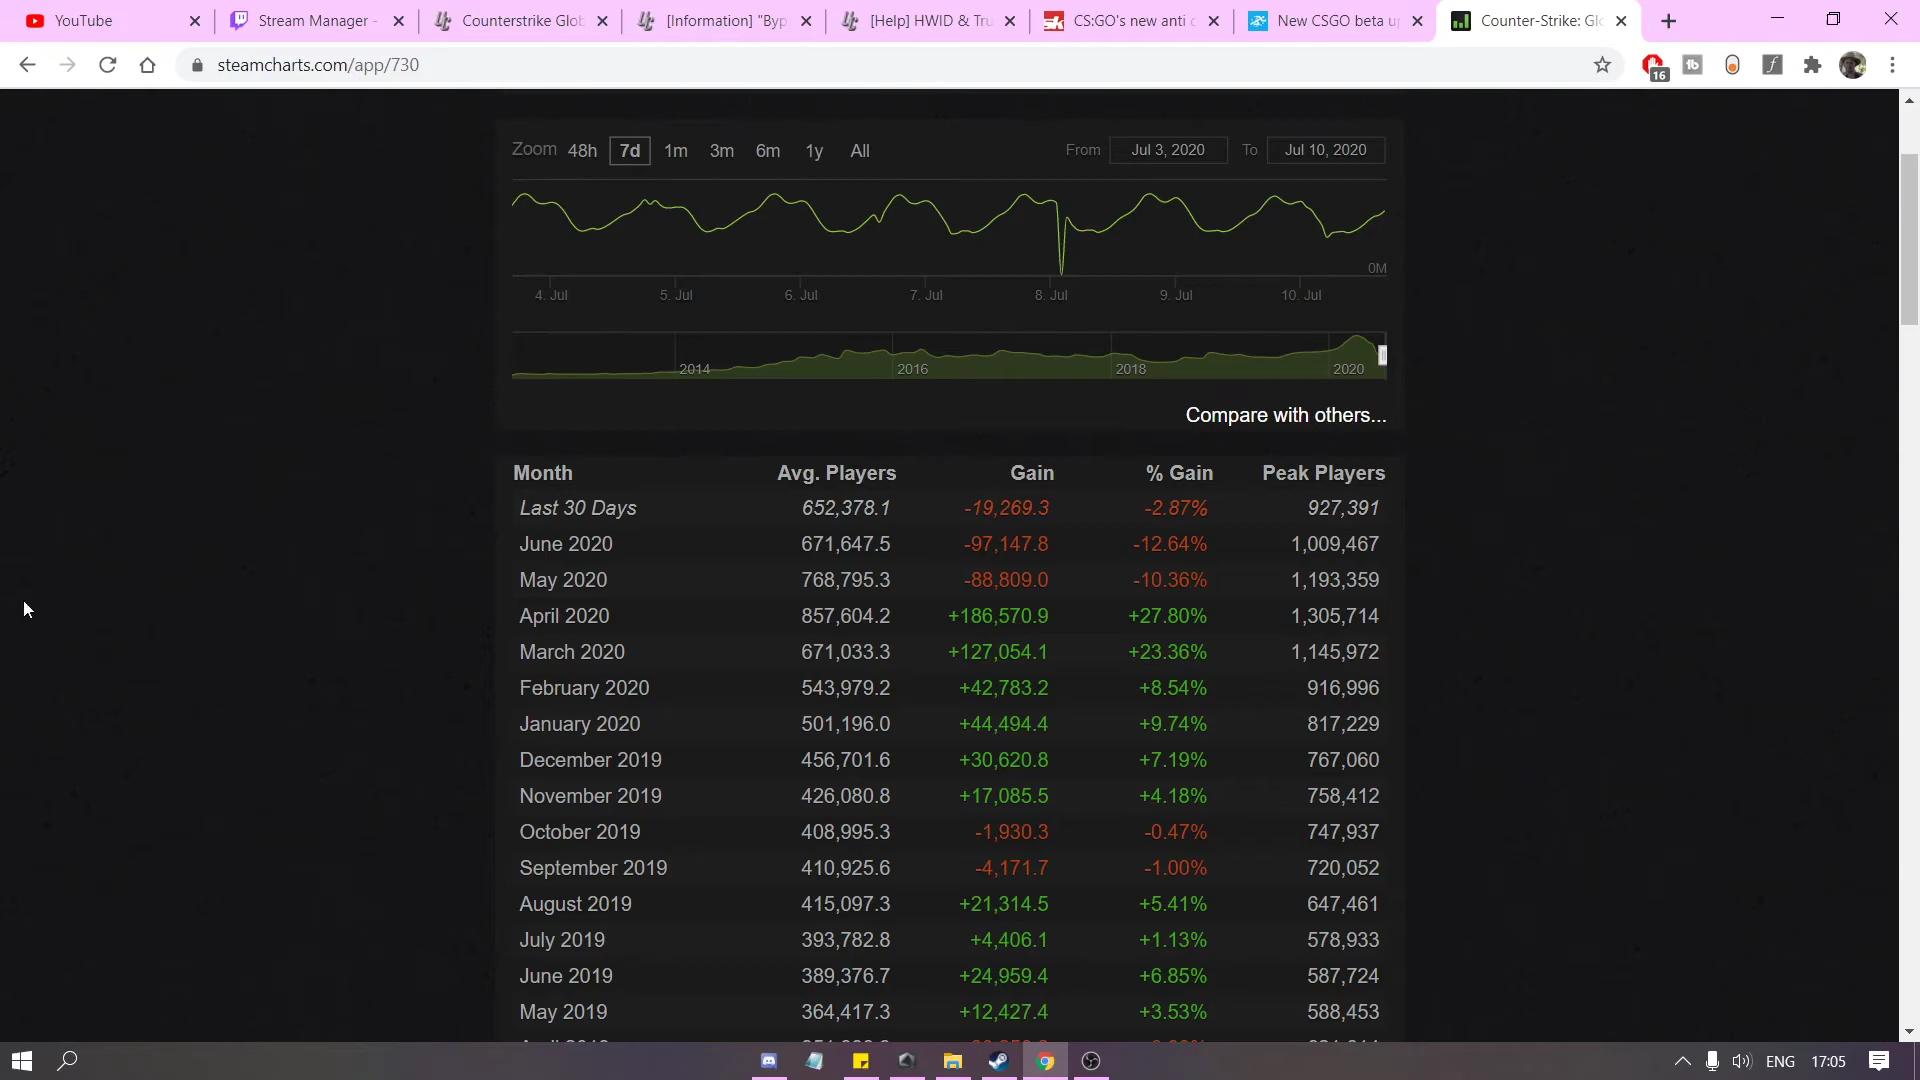 YouTube
Stream Manager -
Counterstrike Glob
[Information] "Byp
[Help] HWID & Tru
CS:GO's new anti c
New CSGO beta up
Counter-Strike: Glo
steamcharts.com/app/730
16
Zoom 48h 7d 1m 3m 6m 1y All
From Jul 3, 2020 To Jul 10, 2020
0M
4. Jul 5. Jul 6. Jul 7. Jul 8. Jul 9. Jul 10. Jul
2014 2016 2018 2020
Compare with others...
Month Avg. Players Gain % Gain Peak Players
Last 30 Days 652,378.1 -19,269.3 -2.87% 927,391
June 2020 671,647.5 -97,147.8 -12.64% 1,009,467
May 2020 768,795.3 -88,809.0 -10.36% 1,193,359
April 2020 857,604.2 +186,570.9 +27.80% 1,305,714
March 2020 671,033.3 +127,054.1 +23.36% 1,145,972
February 2020 543,979.2 +42,783.2 +8.54% 916,996
January 2020 501,196.0 +44,494.4 +9.74% 817,229
December 2019 456,701.6 +30,620.8 +7.19% 767,060
November 2019 426,080.8 +17,085.5 +4.18% 758,412
October 2019 408,995.3 -1,930.3 -0.47% 747,937
September 2019 410,925.6 -4,171.7 -1.00% 720,052
August 2019 415,097.3 +21,314.5 +5.41% 647,461
July 2019 393,782.8 +4,406.1 +1.13% 578,933
June 2019 389,376.7 +24,959.4 +6.85% 587,724
May 2019 364,417.3 +12,427.4 +3.53% 588,453
ENG 17:05